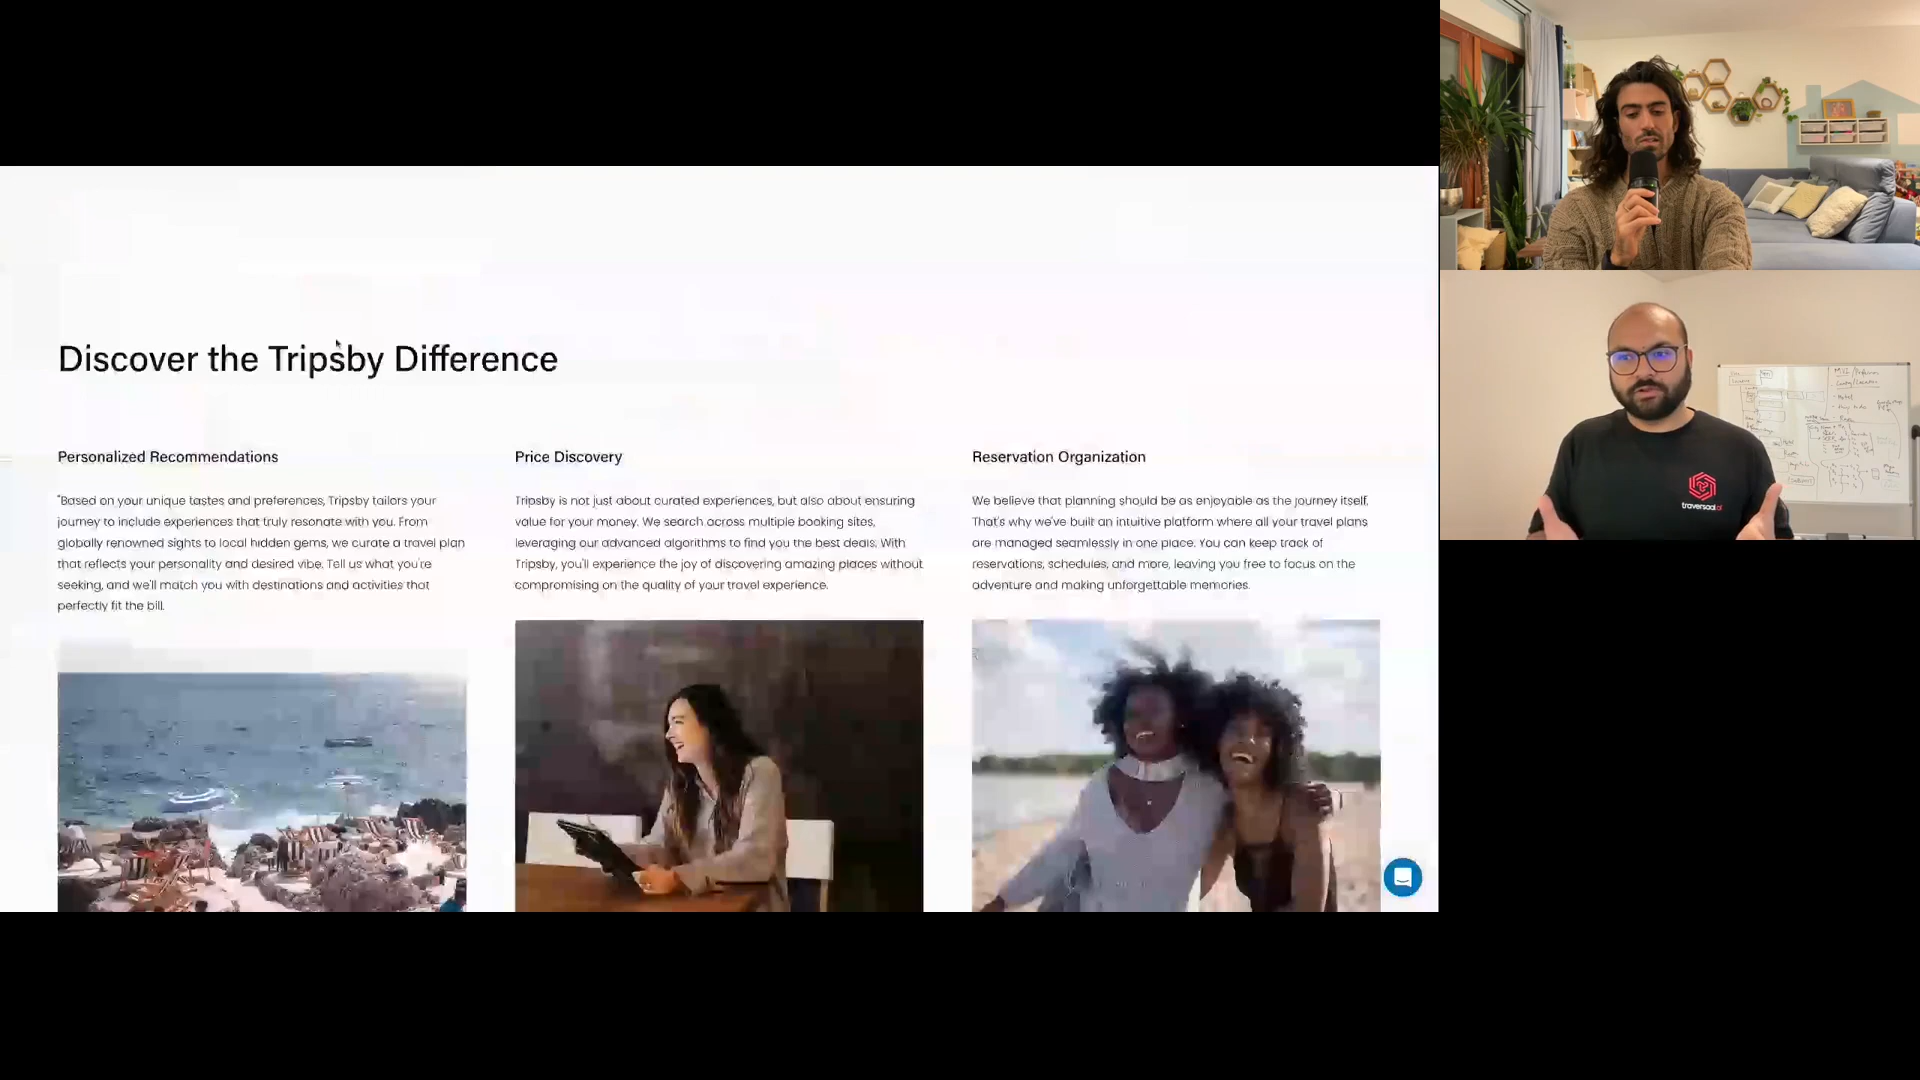 Discover the Tripsby Difference
Personalized Recommendations
"Based on your unique tastes and preferences, Tripsby tailors your
journey to include experiences that truly resonate with you. From
globally renowned sights to local hidden gems, we curate a travel plan
that reflects your personality and desired vibe. Tell us what you're
seeking, and we'll match you with destinations and activities that
perfectly fit the bill.
Price Discovery
Tripsby is not just about curated experiences, but also about ensuring
value for your money. We search across multiple booking sites,
leveraging our advanced algorithms to find you the best deals. With
Tripsby, you'll experience the joy of discovering amazing places without
compromising on the quality of your travel experience.
Reservation Organization
We believe that planning should be as enjoyable as the journey itself.
That's why we've built an intuitive platform where all your travel plans
are managed seamlessly in one place. You can keep track of
reservations, schedules, and more, leaving you free to focus on the
adventure and making unforgettable memories.
traversaal.ai
Hotel